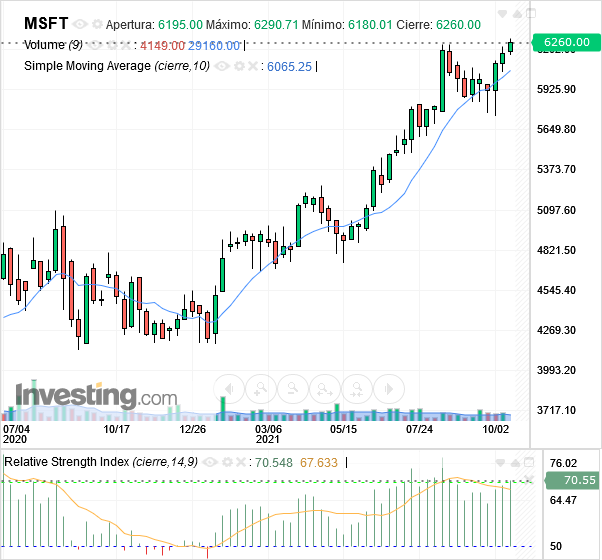 MSFT Apertura: 6195.00 Máximo: 6290.71 Mínimo: 6180.01 Cierre: 6260.00
Volume (9) : 4149.00 29160.00 |
Simple Moving Average (cierre,10) : 6065.25 |
6260.00
5925.90
5649.80
5373.70
5097.60
4821.50
4545.40
4269.30
3993.20
3717.10
Investing.com
07/04 10/17 12/26 03/06 05/15 07/24 10/02
2020 2021
Relative Strength Index (cierre,14,9) : 70.548 67.633 |
76.02
70.55
64.47
50